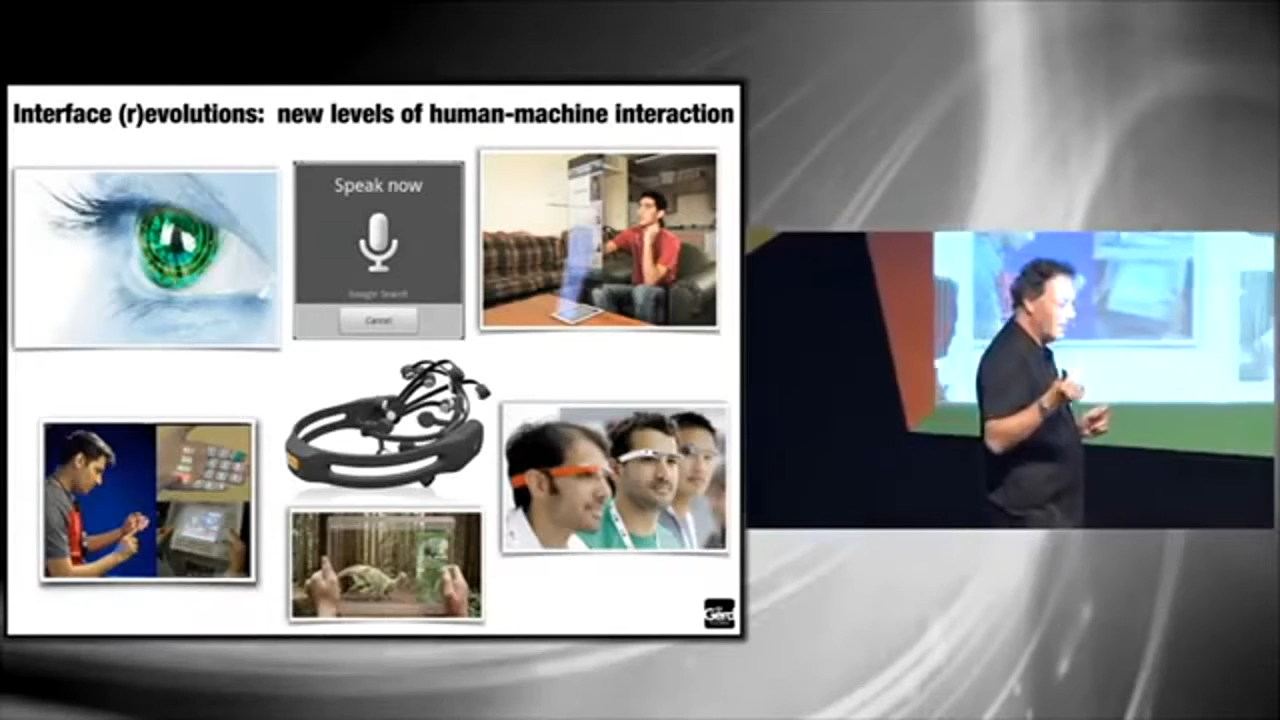 Interface (r)evolutions: new levels of human-machine interaction
Speak now
Google Search
Cancel
Gerd